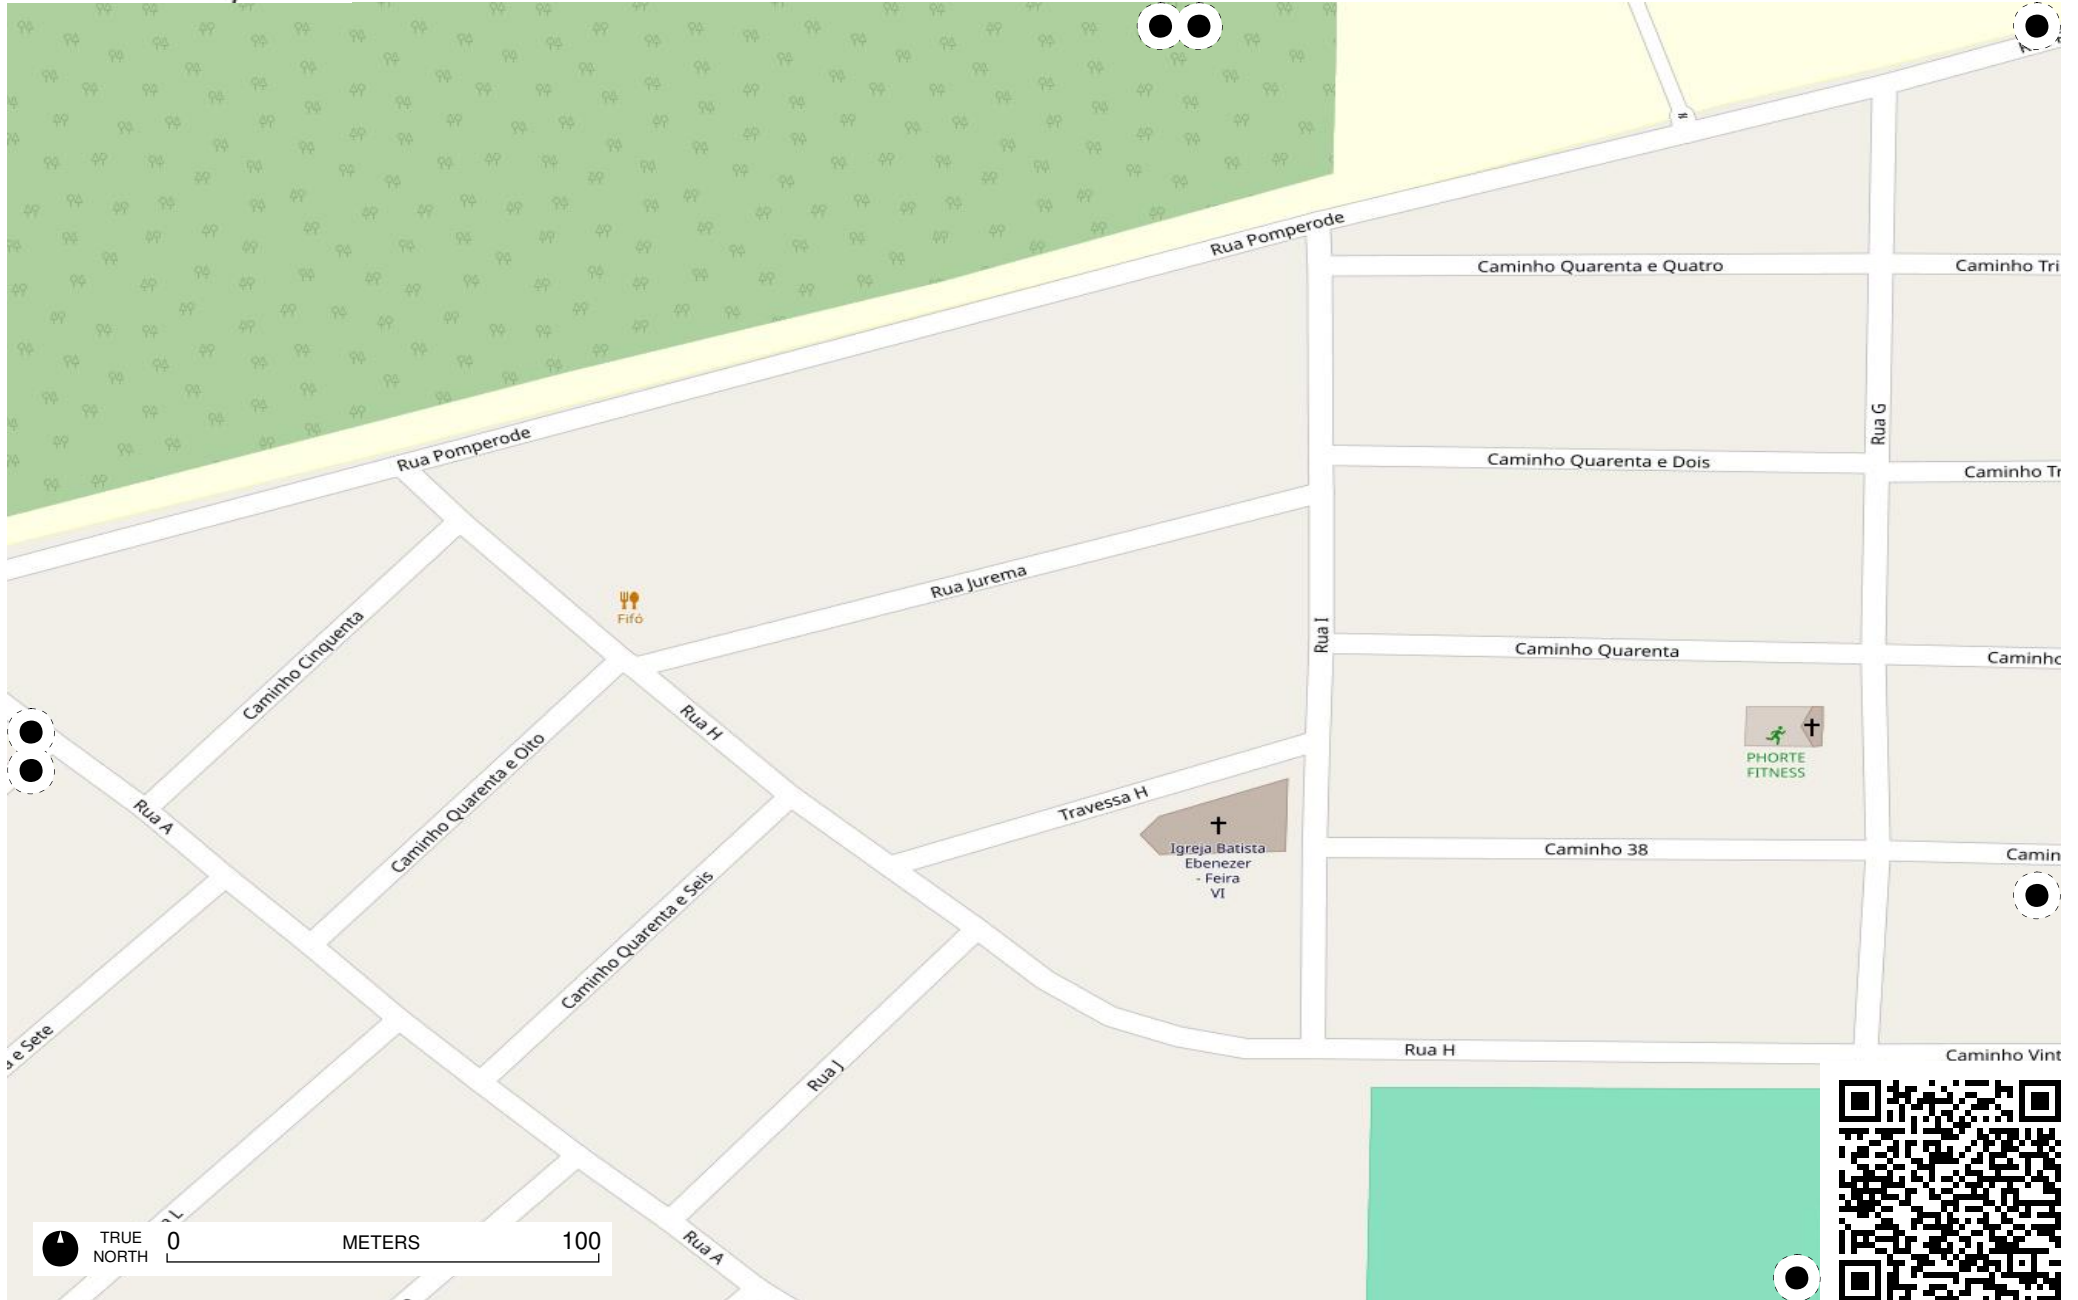 Rua Pomperode
Caminho Quarenta e Quatro
Caminho Tri
Rua G
Rua Pomperode
Caminho Quarenta e Dois
Caminho Tr
Rua Jurema
Fifó
Caminho Cinquenta
Rua I
Caminho Quarenta
Caminho
Rua H
Caminho Quarenta e Oito
PHORTE
FITNESS
Rua A
Travessa H
Igreja Batista
Ebenezer
- Feira
VI
Caminho 38
Camin
Caminho Quarenta e Seis
e Sete
Rua J
Rua H
Caminho Vint
L
Rua A
TRUE
NORTH
0 METERS 100